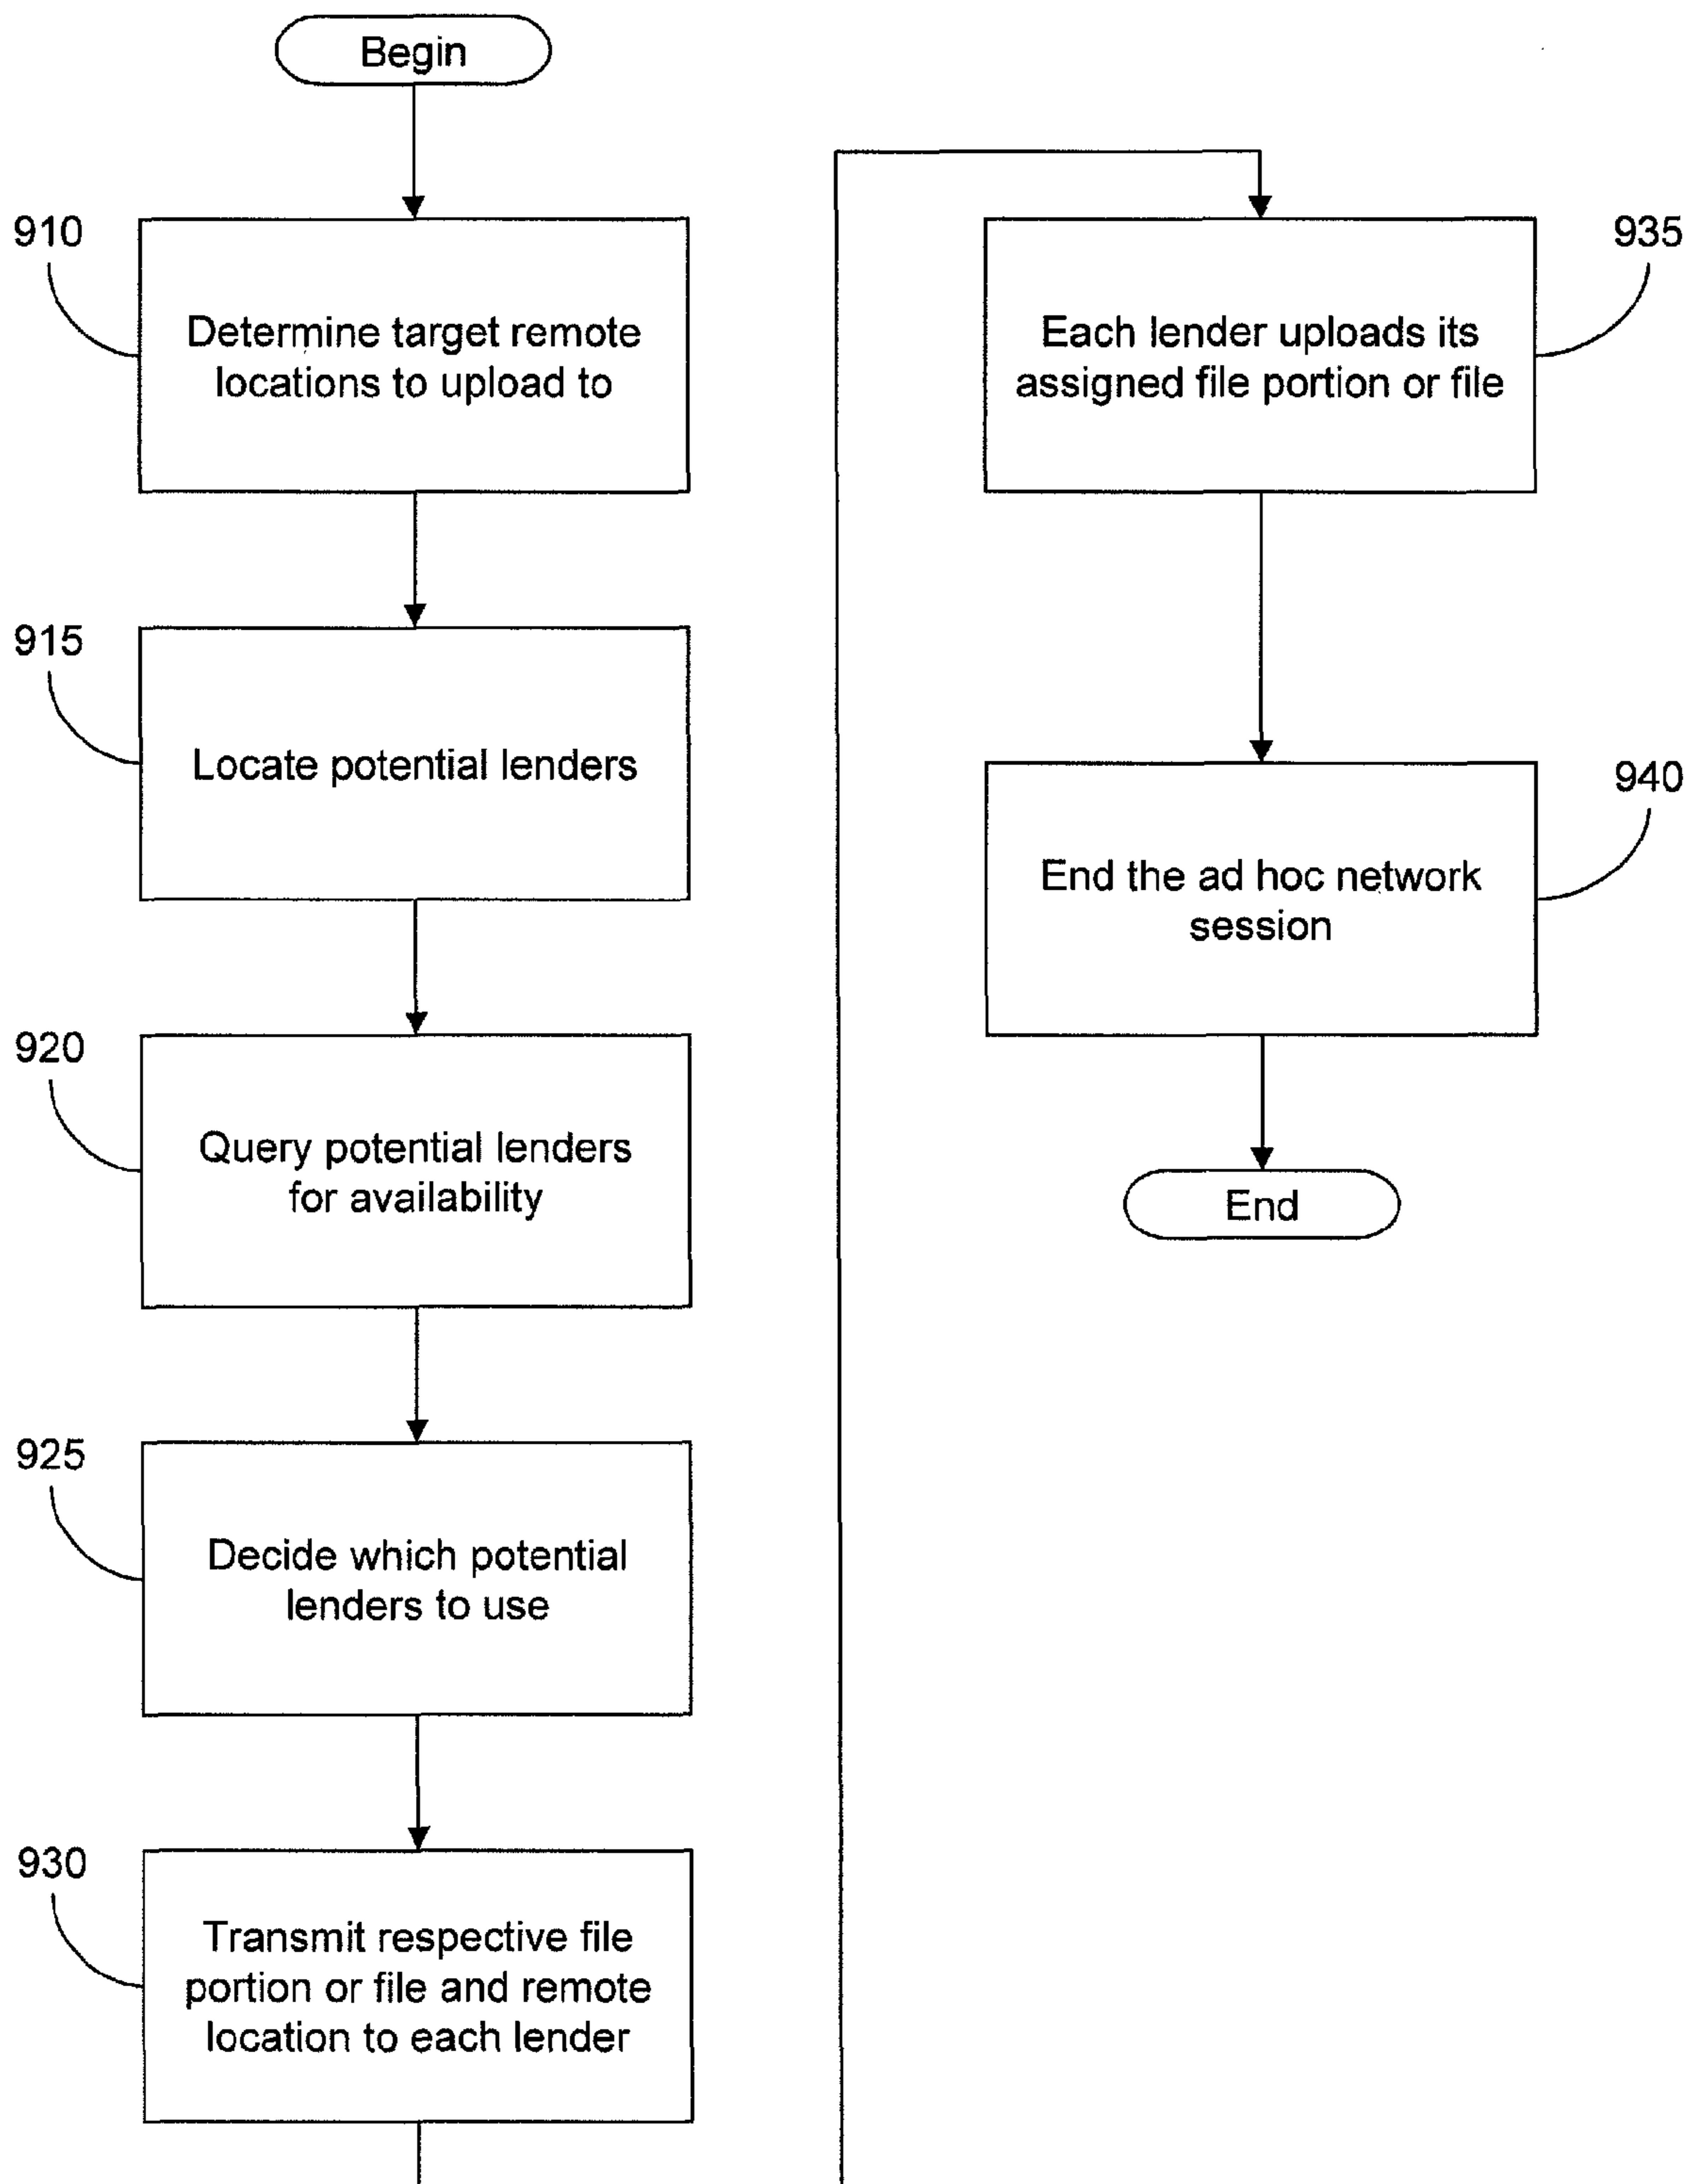 Begin
910
Determine target remote
locations to upload to
915
Locate potential lenders
920
Query potential lenders
for availability
925
Decide which potential
lenders to use
930
Transmit respective file
portion or file and remote
location to each lender
935
Each lender uploads its
assigned file portion or file
940
End the ad hoc network
session
End